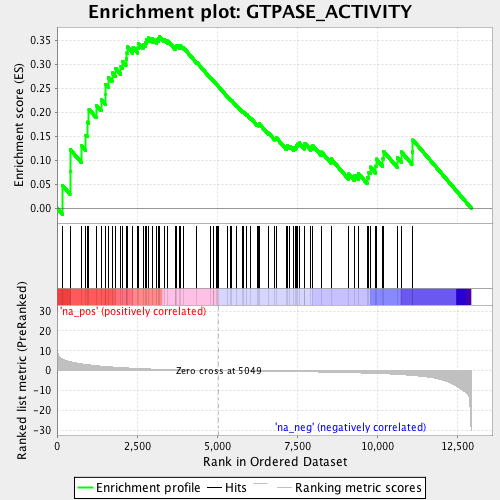 Enrichment plot: GTPASE_ACTIVITY
Enrichment score (ES)
0.35
0.30
0.25
0.20
0.15
0.10
0.05
0.00
'na_pos' (positively correlated)
Ranked list metric (PreRanked)
30
20
10
0
-10
-20
-30
Zero cross at 5049
'na_neg' (negatively correlated)
0
2,500
5,000
7,500
10,000
12,500
Rank in Ordered Dataset
Enrichment profile
Hits
Ranking metric scores